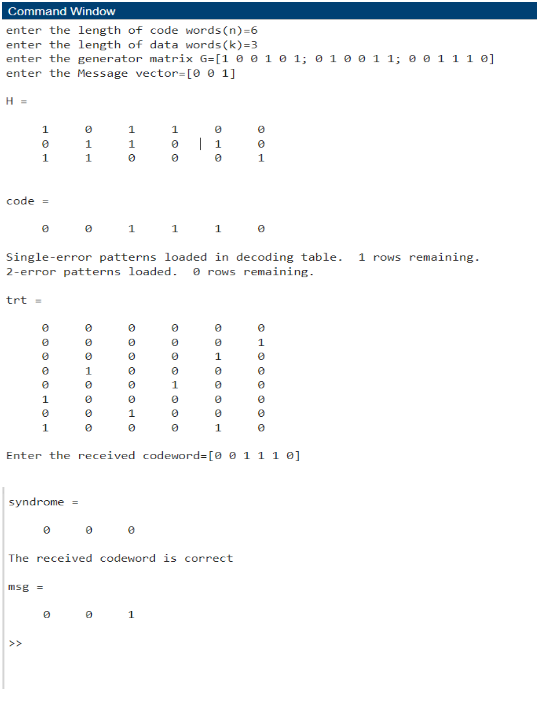 Command Window
enter the length of code words(n)=6
enter the length of data words(k)=3
enter the generator matrix G=[1 0 0 1 0 1; 0 1 0 0 1 1; 0 0 1 1 1 0]
enter the Message vector=[0 0 1]
H =
1 0 1 1 0 0
0 1 1 0 1 0
1 1 0 0 0 1
code =
0 0 1 1 1 0
Single-error patterns loaded in decoding table. 1 rows remaining.
2-error patterns loaded. 0 rows remaining.
trt =
0 0 0 0 0 0
0 0 0 0 0 1
0 0 0 0 1 0
0 1 0 0 0 0
0 0 0 1 0 0
1 0 0 0 0 0
0 0 1 0 0 0
1 0 0 0 1 0
Enter the received codeword=[0 0 1 1 1 0]
syndrome =
0 0 0
The received codeword is correct
msg =
0 0 1
>>